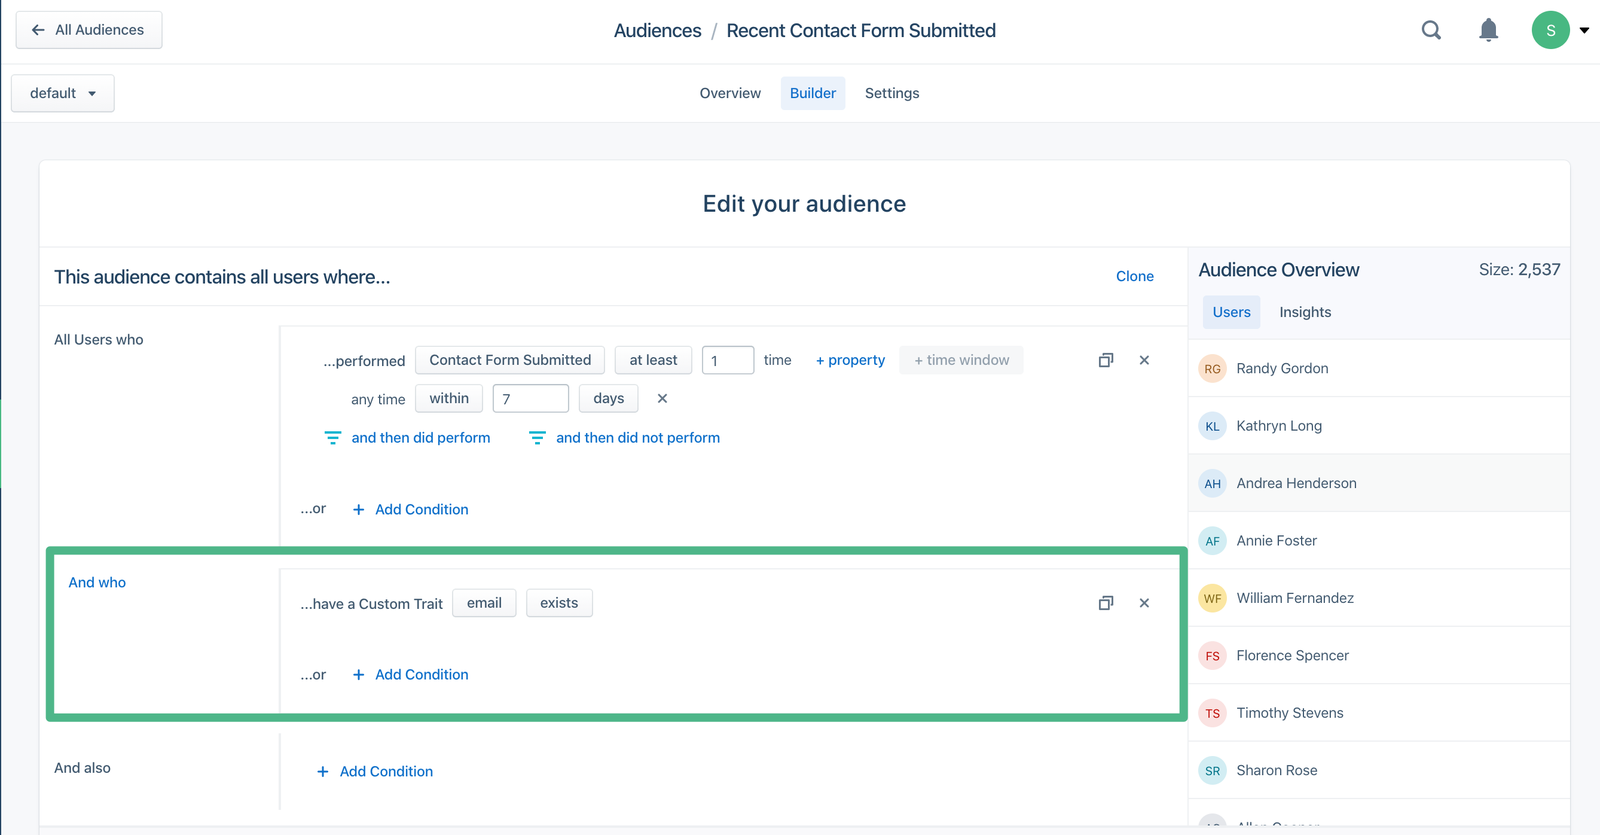 All Audiences
Audiences / Recent Contact Form Submitted
S
default
Overview Builder Settings
Edit your audience
This audience contains all users where...
Clone
All Users who
...performed Contact Form Submitted at least 1 time + property + time window
any time within 7 days
and then did perform and then did not perform
...or + Add Condition
And who
...have a Custom Trait email exists
...or + Add Condition
And also
+ Add Condition
Audience Overview Size: 2,537
Users Insights
RG Randy Gordon
KL Kathryn Long
AH Andrea Henderson
AF Annie Foster
WF William Fernandez
FS Florence Spencer
TS Timothy Stevens
SR Sharon Rose